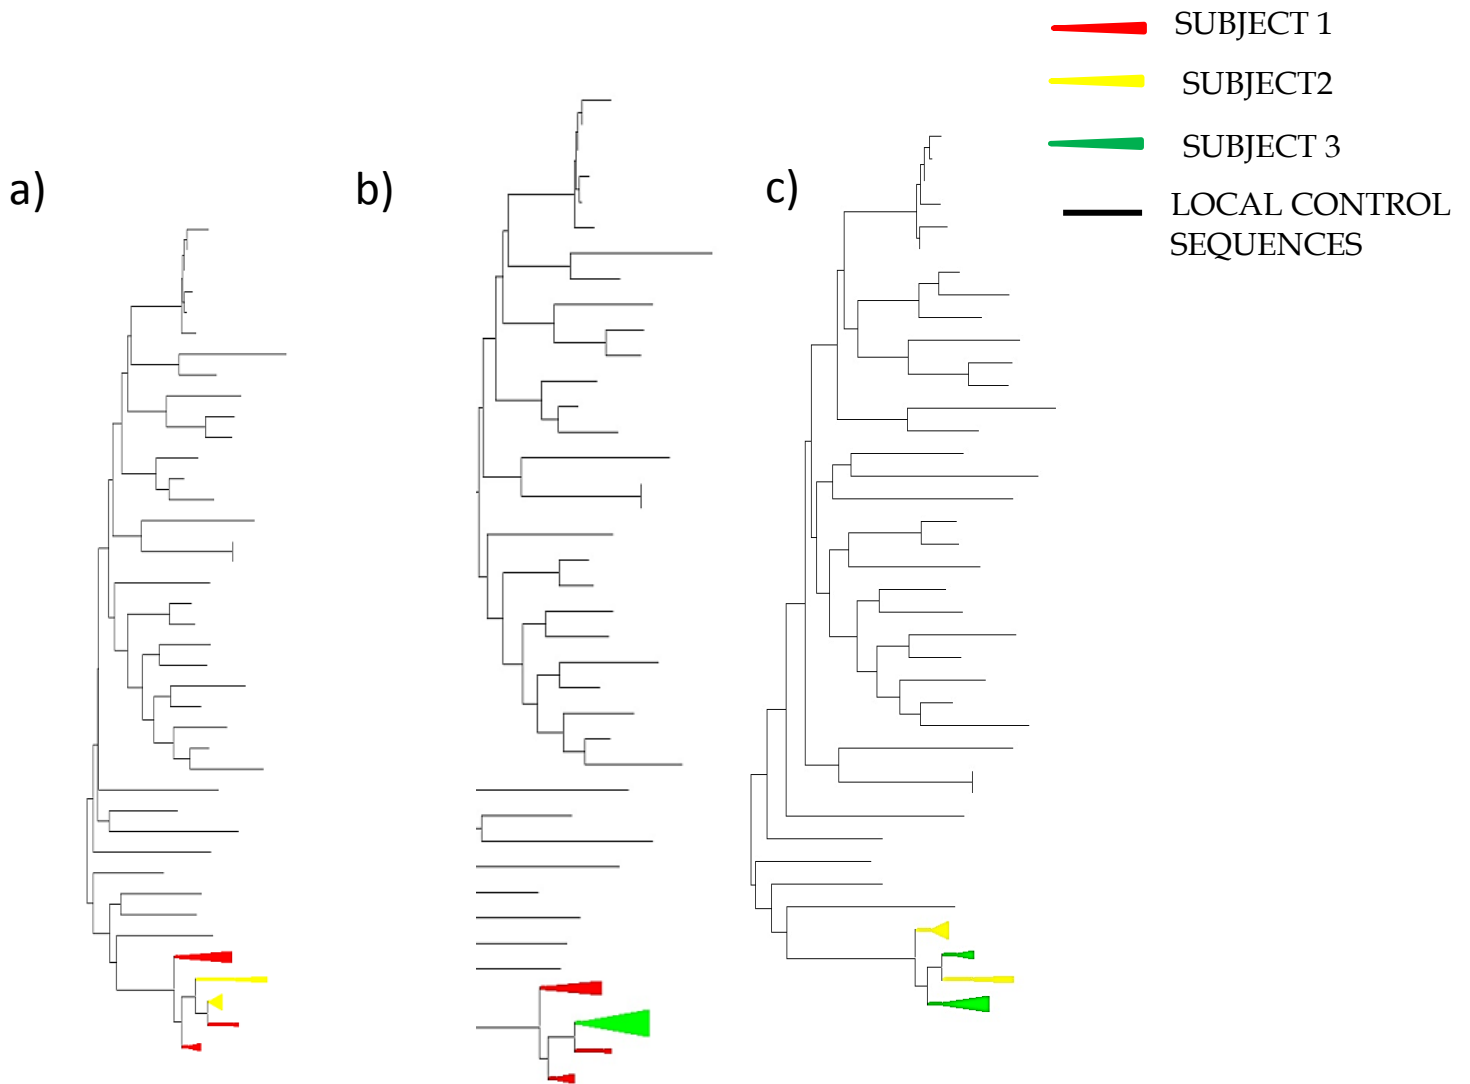 SUBJECT 1
SUBJECT2
SUBJECT 3
LOCAL CONTROL
SEQUENCES
a)
b)
c)